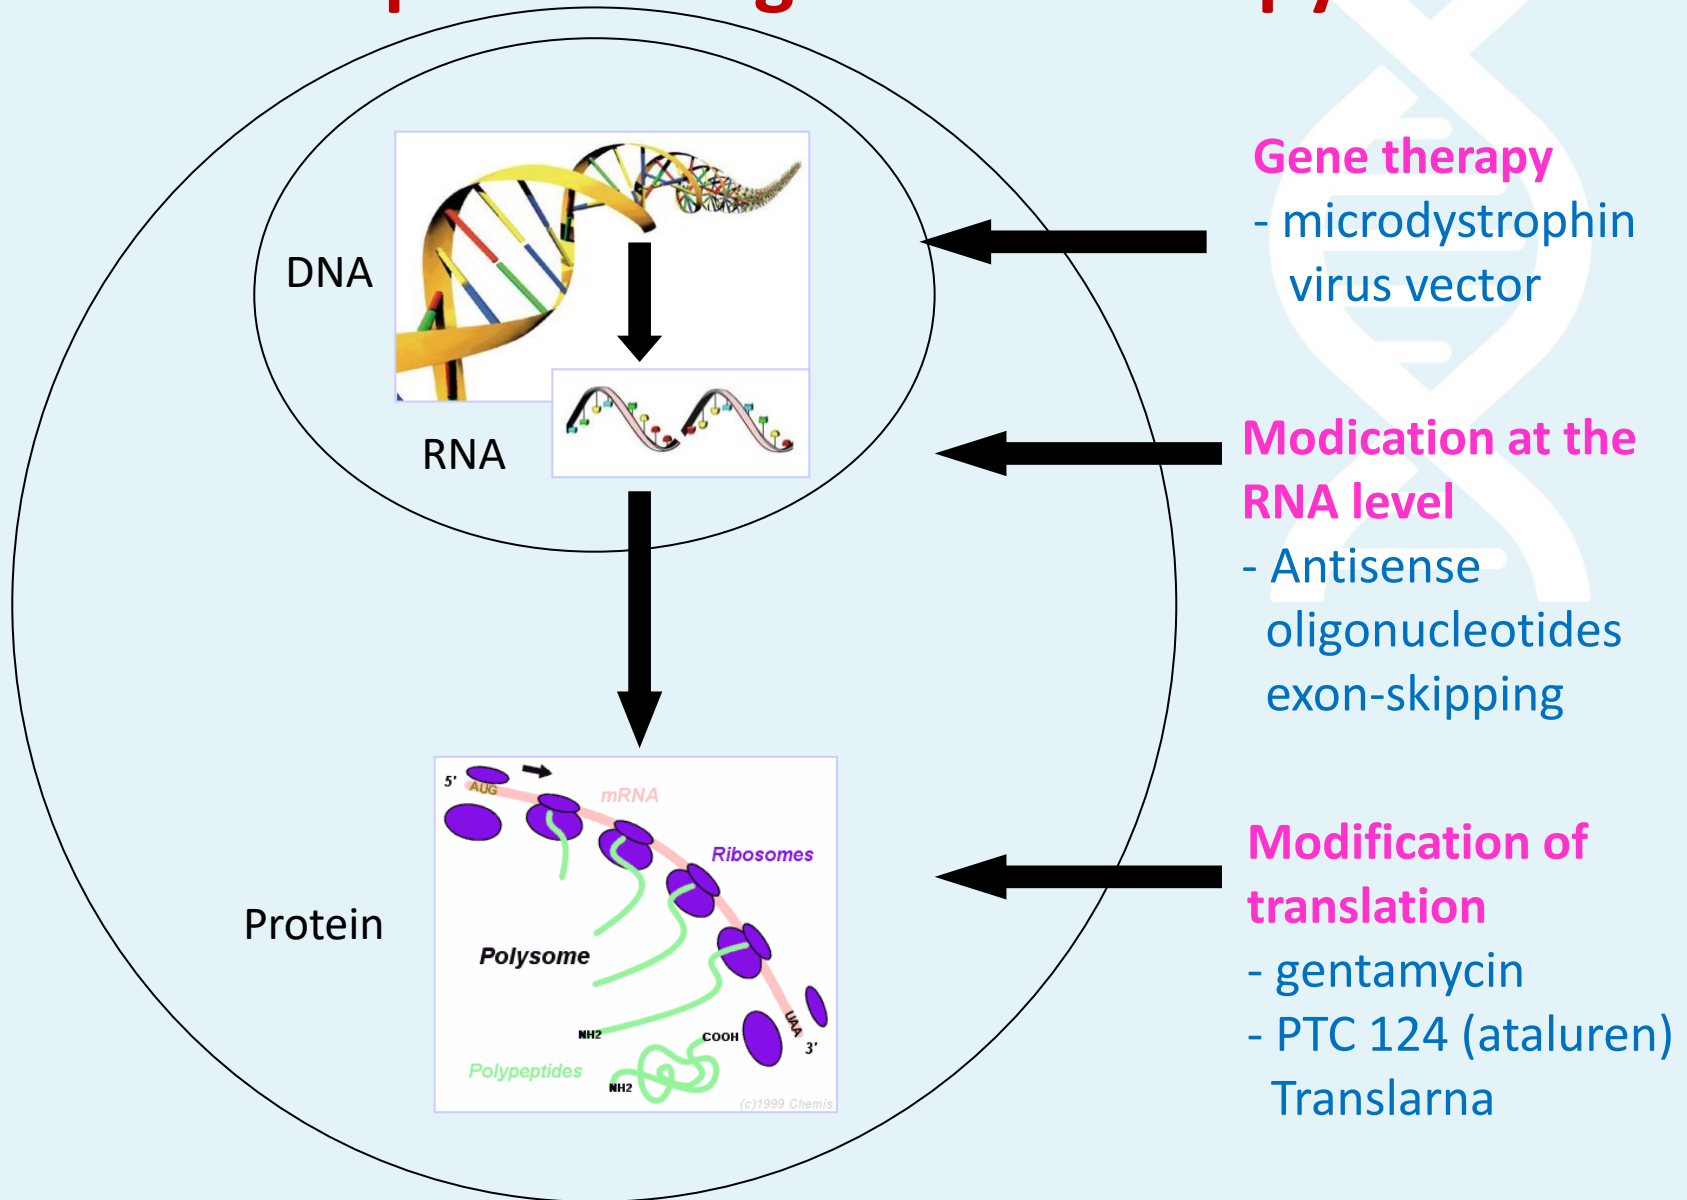 DNA
RNA
Protein
5'
AUG
mRNA
Ribosomes
Polysome
NH2
COOH
UAA
3'
Polypeptides
NH2
(c)1999 Chemis
Gene therapy
- microdystrophin
virus vector
Modication at the
RNA level
- Antisense
oligonucleotides
exon-skipping
Modification of
translation
- gentamycin
- PTC 124 (ataluren)
Translarna